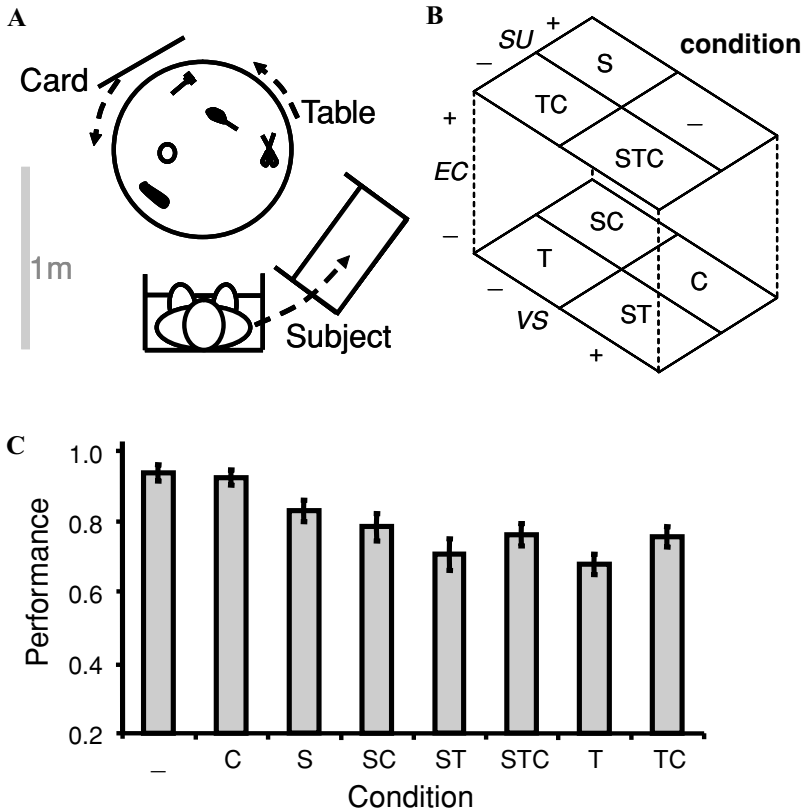 A
Card
Table
1m
Subject
B
condition
SU
+
−
S
TC
−
STC
+
EC
−
SC
T
C
ST
−
VS
+
C
Performance
1.0
0.8
0.6
0.4
0.2
− C S SC ST STC T TC
Condition